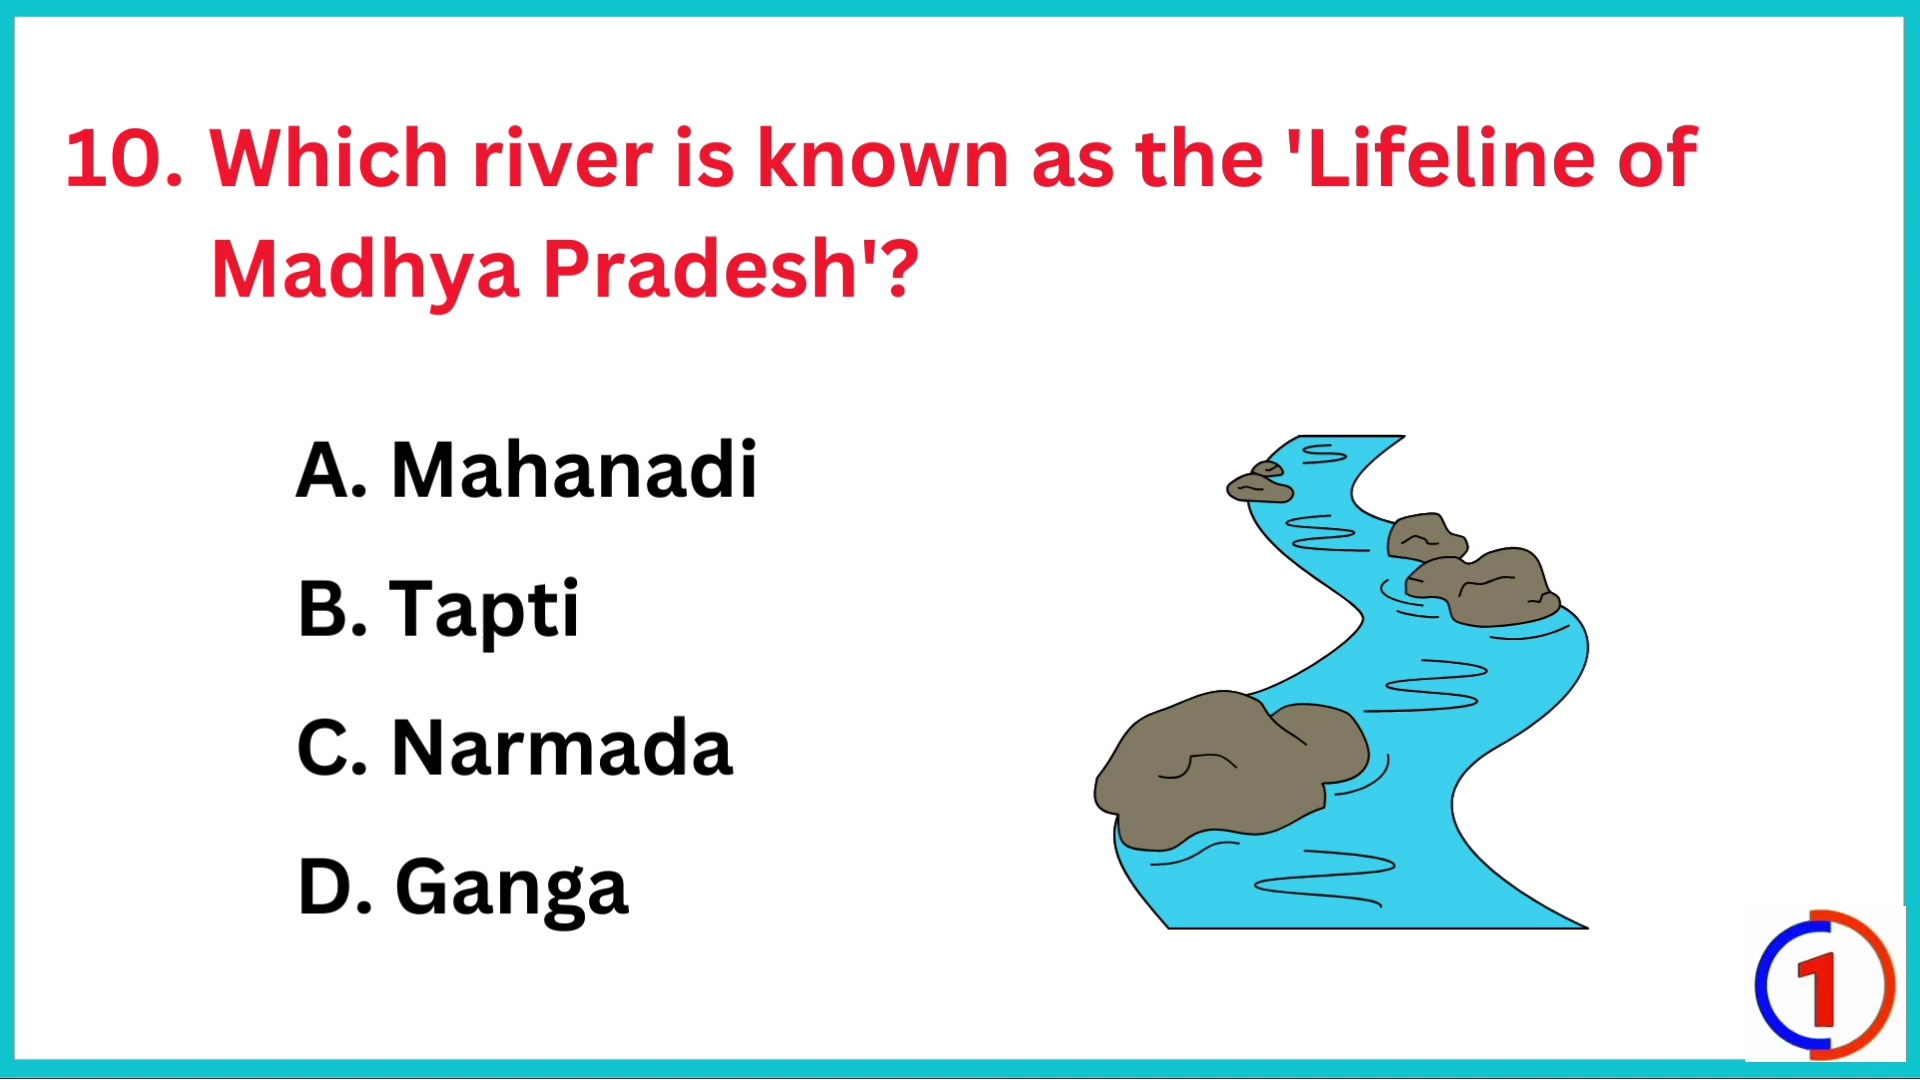 10. Which river is known as the 'Lifeline of
Madhya Pradesh'?
A. Mahanadi
B. Tapti
C. Narmada
D. Ganga
1